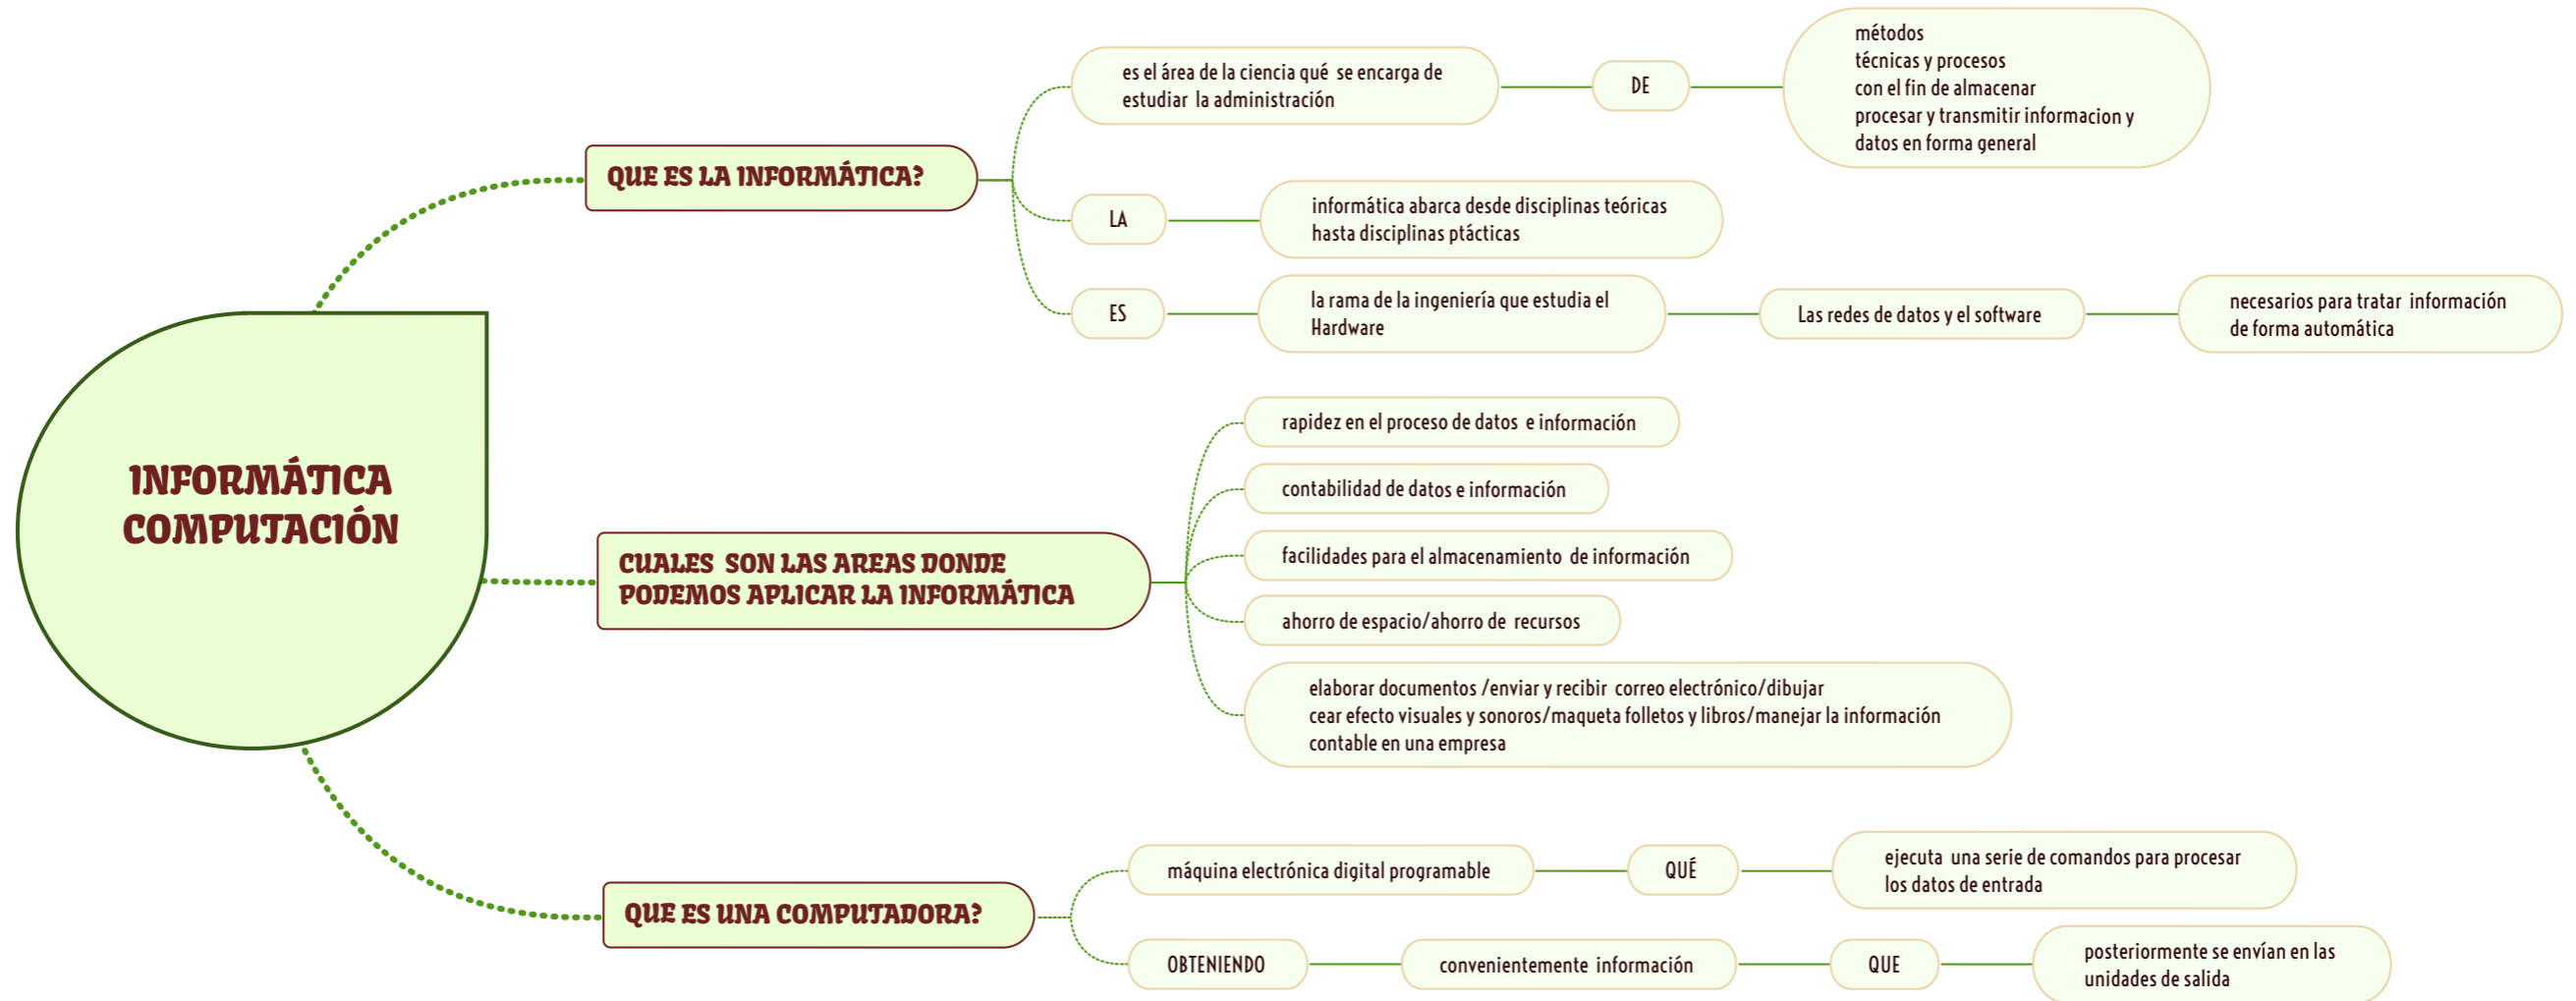 INFORMÁTICA
COMPUTACIÓN
QUE ES LA INFORMÁTICA?
es el área de la ciencia qué se encarga de
estudiar la administración
DE
métodos
técnicas y procesos
con el fin de almacenar
procesar y transmitir informacion y
datos en forma general
LA
informática abarca desde disciplinas teóricas
hasta disciplinas ptácticas
ES
la rama de la ingeniería que estudia el
Hardware
Las redes de datos y el software
necesarios para tratar información
de forma automática
CUALES SON LAS AREAS DONDE
PODEMOS APLICAR LA INFORMÁTICA
rapidez en el proceso de datos e información
contabilidad de datos e información
facilidades para el almacenamiento de información
ahorro de espacio/ahorro de recursos
elaborar documentos /enviar y recibir correo electrónico/dibujar
cear efecto visuales y sonoros/maqueta folletos y libros/manejar la información
contable en una empresa
QUE ES UNA COMPUTADORA?
máquina electrónica digital programable
QUÉ
ejecuta una serie de comandos para procesar
los datos de entrada
OBTENIENDO
convenientemente información
QUE
posteriormente se envían en las
unidades de salida